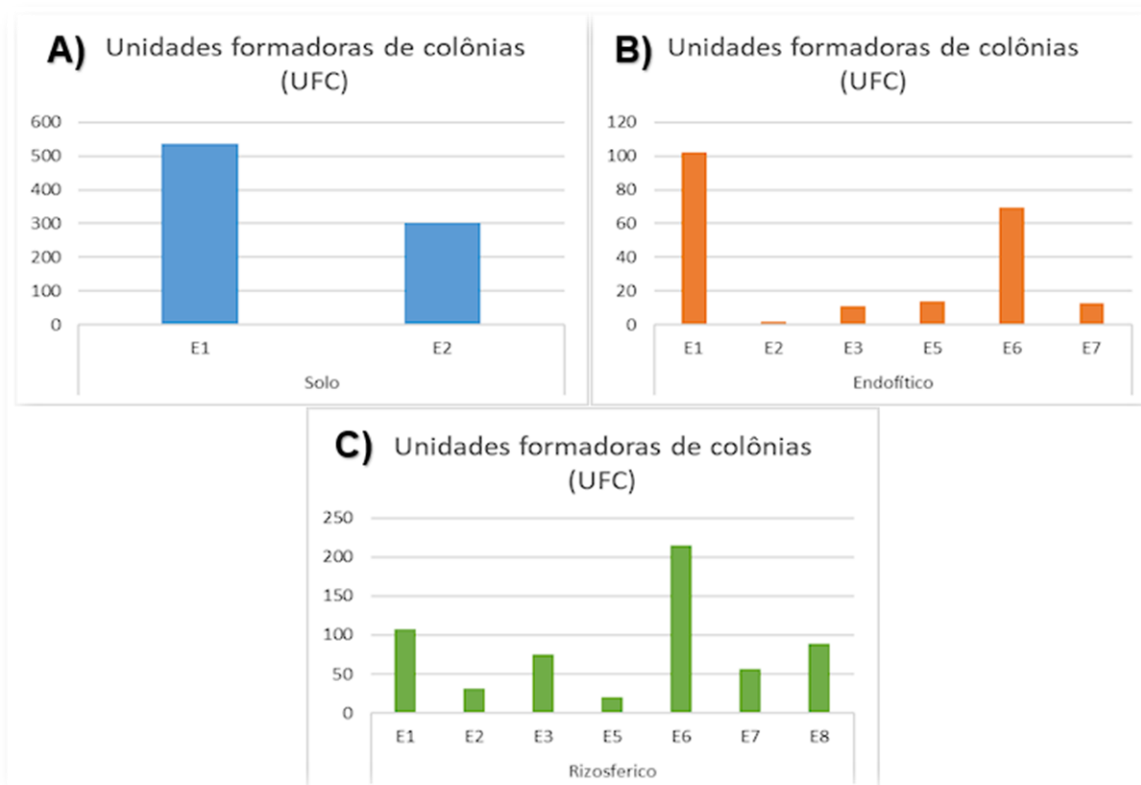 A) Unidades formadoras de colônias
(UFC)
600
500
400
300
200
100
0
E1 E2
Solo
B) Unidades formadoras de colônias
(UFC)
120
100
80
60
40
20
0
E1 E2 E3 E5 E6 E7
Endofítico
C) Unidades formadoras de colônias
(UFC)
250
200
150
100
50
0
E1 E2 E3 E5 E6 E7 E8
Rizosferico